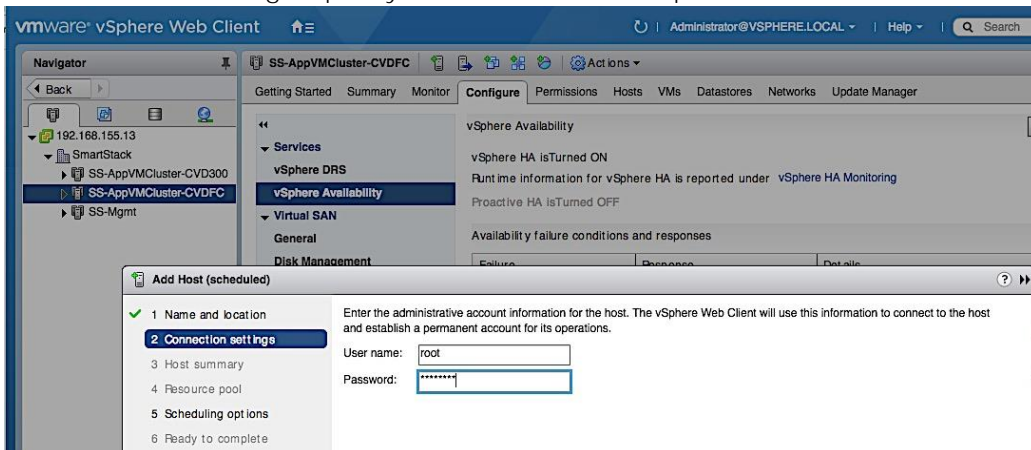 vmware® vSphere Web Client
Administrator@VSPHERE.LOCAL
Help
Search
Navigator
SS-AppVMCluster-CVDFC
Actions
Back
Getting Started Summary Monitor Configure Permissions Hosts VMs Datastores Networks Update Manager
192.168.155.13
SmartStack
SS-AppVMCluster-CVD300
SS-AppVMCluster-CVDFC
SS-Mgmt
Services
vSphere DRS
vSphere Availability
Virtual SAN
General
Disk Management
vSphere Availability
vSphere HA isTurned ON
Runtime information for vSphere HA is reported under vSphere HA Monitoring
Proactive HA isTurned OFF
Availability failure conditions and responses
Failure Response Details
Add Host (scheduled)
1 Name and location
2 Connection settings
3 Host summary
4 Resource pool
5 Scheduling options
6 Ready to complete
Enter the administrative account information for the host. The vSphere Web Client will use this information to connect to the host
and establish a permanent account for its operations.
User name: root
Password: ********